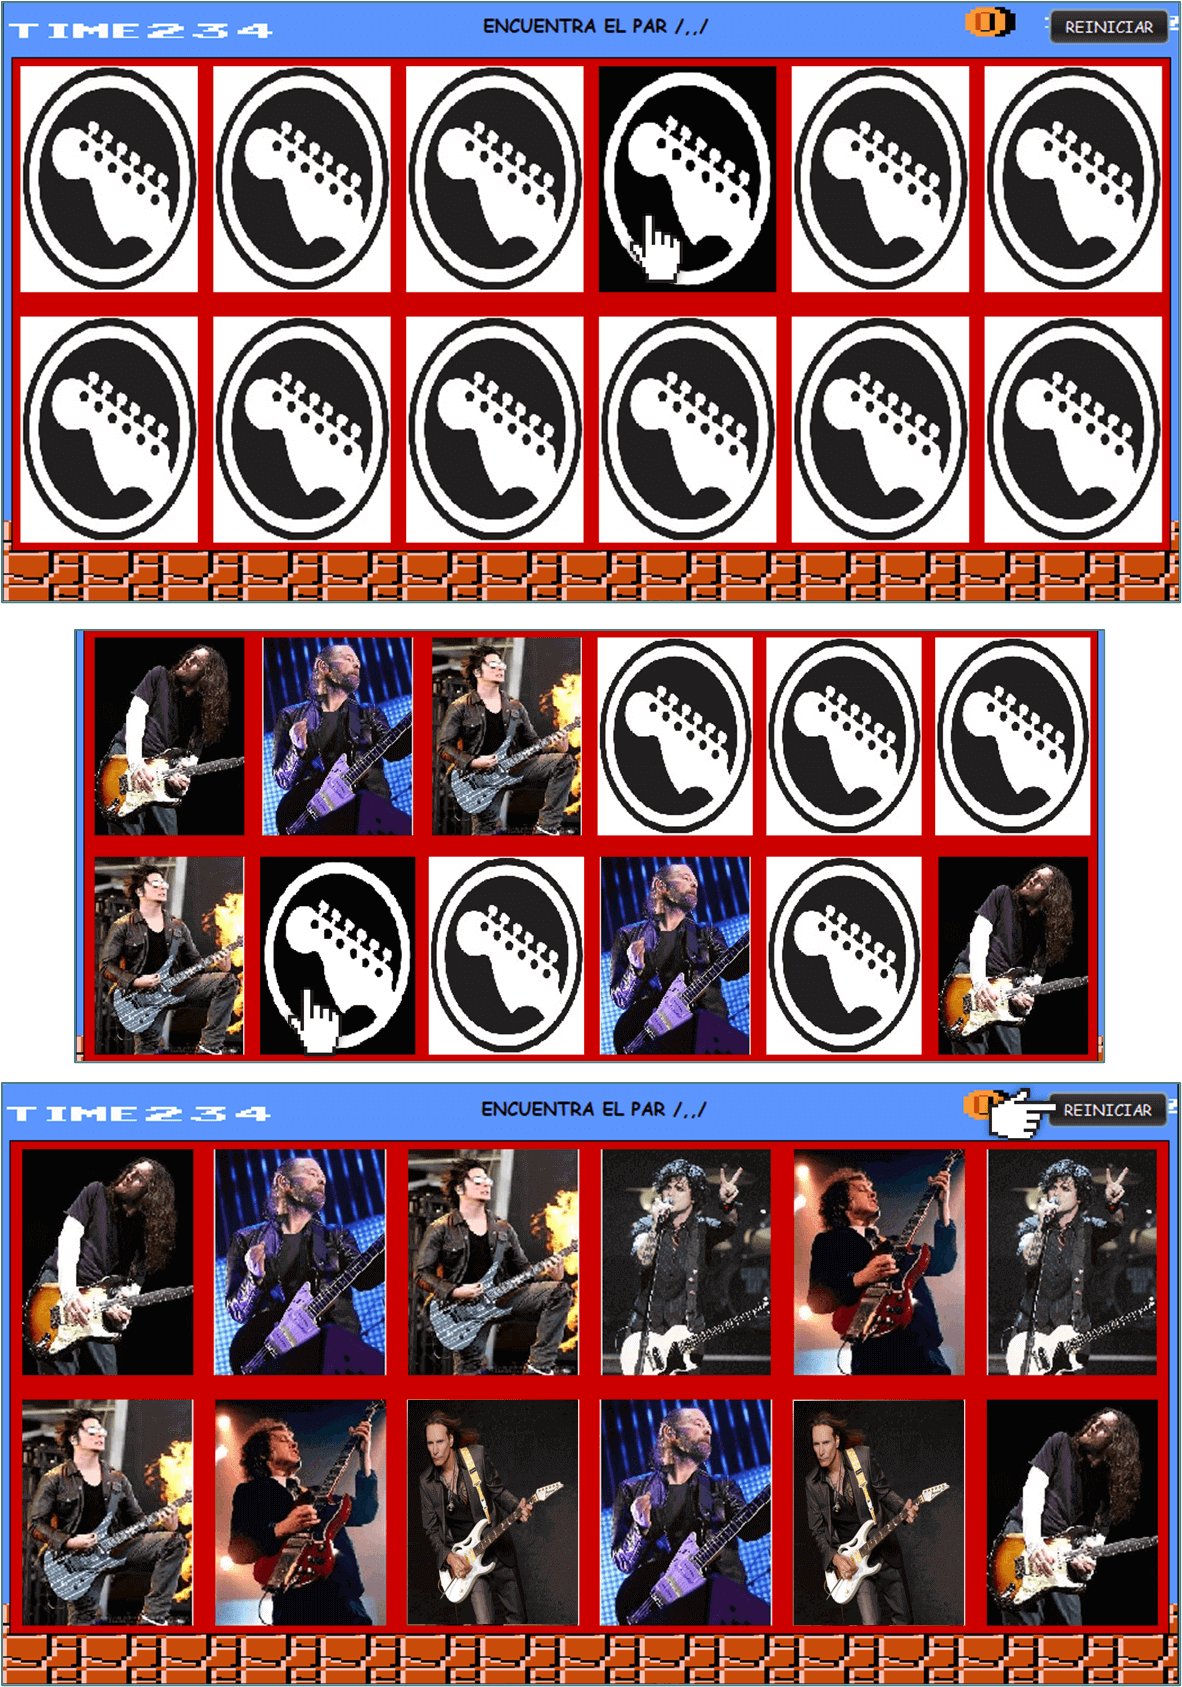 TIME234
ENCUENTRA EL PAR /,,/
REINICIAR
TIME234
ENCUENTRA EL PAR /,,/
REINICIAR